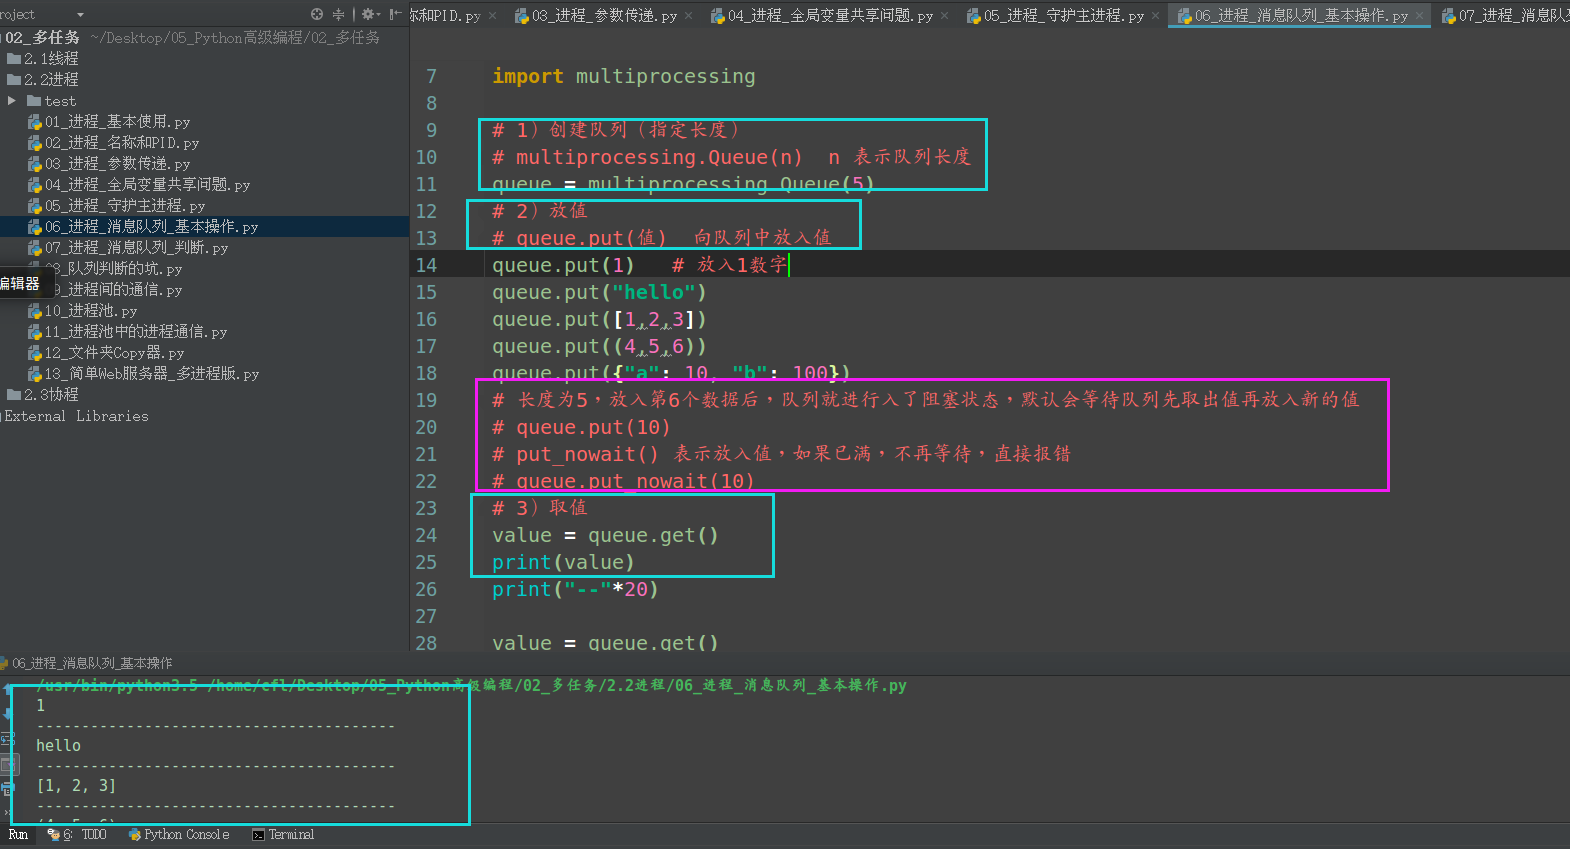 roject
称和PID.py
03_进程_参数传递.py
04_进程_全局变量共享问题.py
05_进程_守护主进程.py
06_进程_消息队列_基本操作.py
07_进程_消息队列
02_多任务 ~/Desktop/05_Python高级编程/02_多任务
2.1线程
2.2进程
test
01_进程_基本使用.py
02_进程_名称和PID.py
03_进程_参数传递.py
04_进程_全局变量共享问题.py
05_进程_守护主进程.py
06_进程_消息队列_基本操作.py
07_进程_消息队列_判断.py
08_队列判断的坑.py
编辑器
9_进程间的通信.py
10_进程池.py
11_进程池中的进程通信.py
12_文件夹Copy器.py
13_简单Web服务器_多进程版.py
2.3协程
External Libraries
7 import multiprocessing
8
9 # 1）创建队列（指定长度）
10 # multiprocessing.Queue(n)  n 表示队列长度
11 queue = multiprocessing.Queue(5)
12 # 2）放值
13 # queue.put(值)  向队列中放入值
14 queue.put(1)   # 放入1数字
15 queue.put("hello")
16 queue.put([1,2,3])
17 queue.put((4,5,6))
18 queue.put({"a": 10, "b": 100})
19 # 长度为5，放入第6个数据后，队列就进行入了阻塞状态，默认会等待队列先取出值再放入新的值
20 # queue.put(10)
21 # put_nowait() 表示放入值，如果已满，不再等待，直接报错
22 # queue.put_nowait(10)
23 # 3）取值
24 value = queue.get()
25 print(value)
26 print("--"*20)
27
28 value = queue.get()
06_进程_消息队列_基本操作
/usr/bin/python3.5 /home/cfl/Desktop/05_Python高级编程/02_多任务/2.2进程/06_进程_消息队列_基本操作.py
1
----------------------------------------
hello
----------------------------------------
[1, 2, 3]
----------------------------------------
(4, 5, 6)
Run
6: TODO
Python Console
Terminal